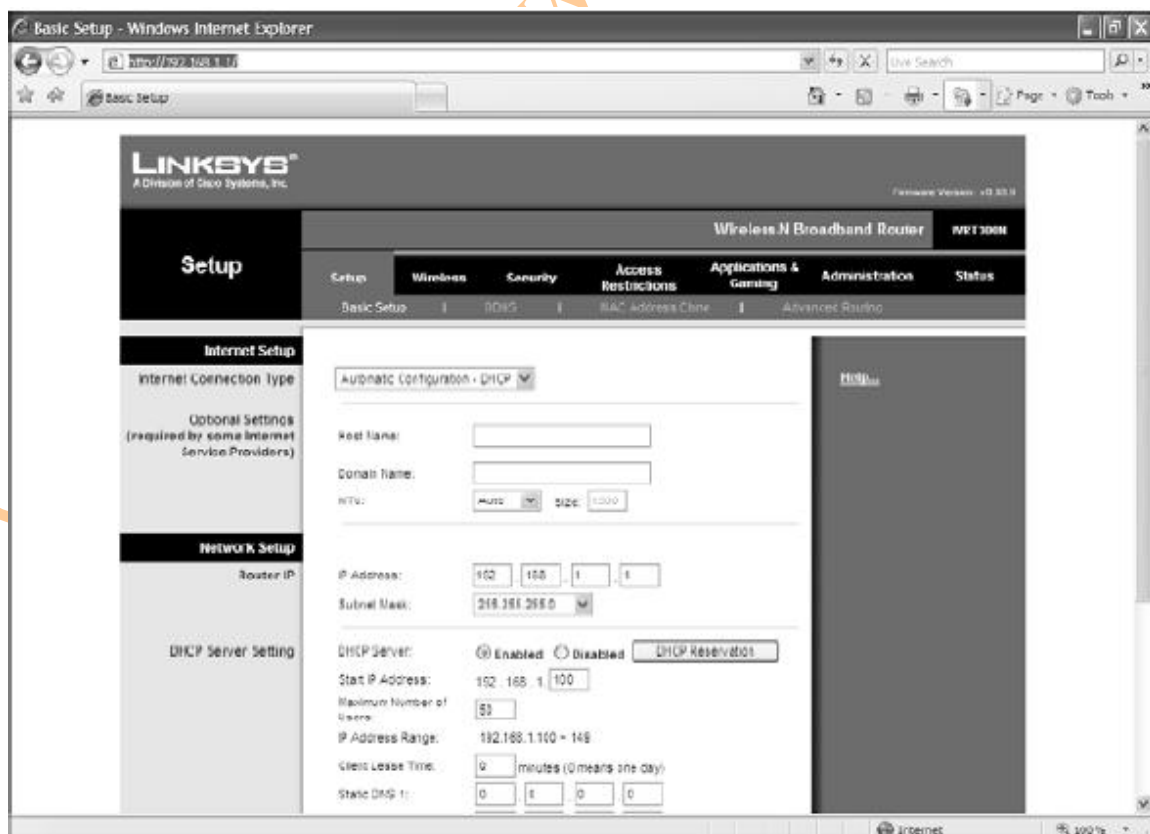 Basic Setup - Windows Internet Explorer
http://192.168.1.1/
Live Search
Basic Setup
Page
Tools
LINKSYS®
A Division of Cisco Systems, Inc.
Firmware Version:
Wireless-N Broadband Router
WRT300N
Setup
Setup
Wireless
Security
Access Restrictions
Applications & Gaming
Administration
Status
Basic Setup | DDNS | MAC Address Clone | Advanced Routing
Internet Setup
Internet Connection Type
Automatic Configuration - DHCP
Help...
Optional Settings
(required by some Internet
Service Providers)
Host Name:
Domain Name:
MTU:
Auto
Size:
1500
Network Setup
Router IP
IP Address:
192 . 168 . 1 . 1
Subnet Mask:
255.255.255.0
DHCP Server Setting
DHCP Server:
Enabled
Disabled
DHCP Reservation
Start IP Address:
192 . 168 . 1. 100
Maximum Number of
Users:
50
IP Address Range:
192.168.1.100 ~ 149
Client Lease Time:
0 minutes (0 means one day)
Static DNS 1:
0 . 0 . 0 . 0
Internet
100%